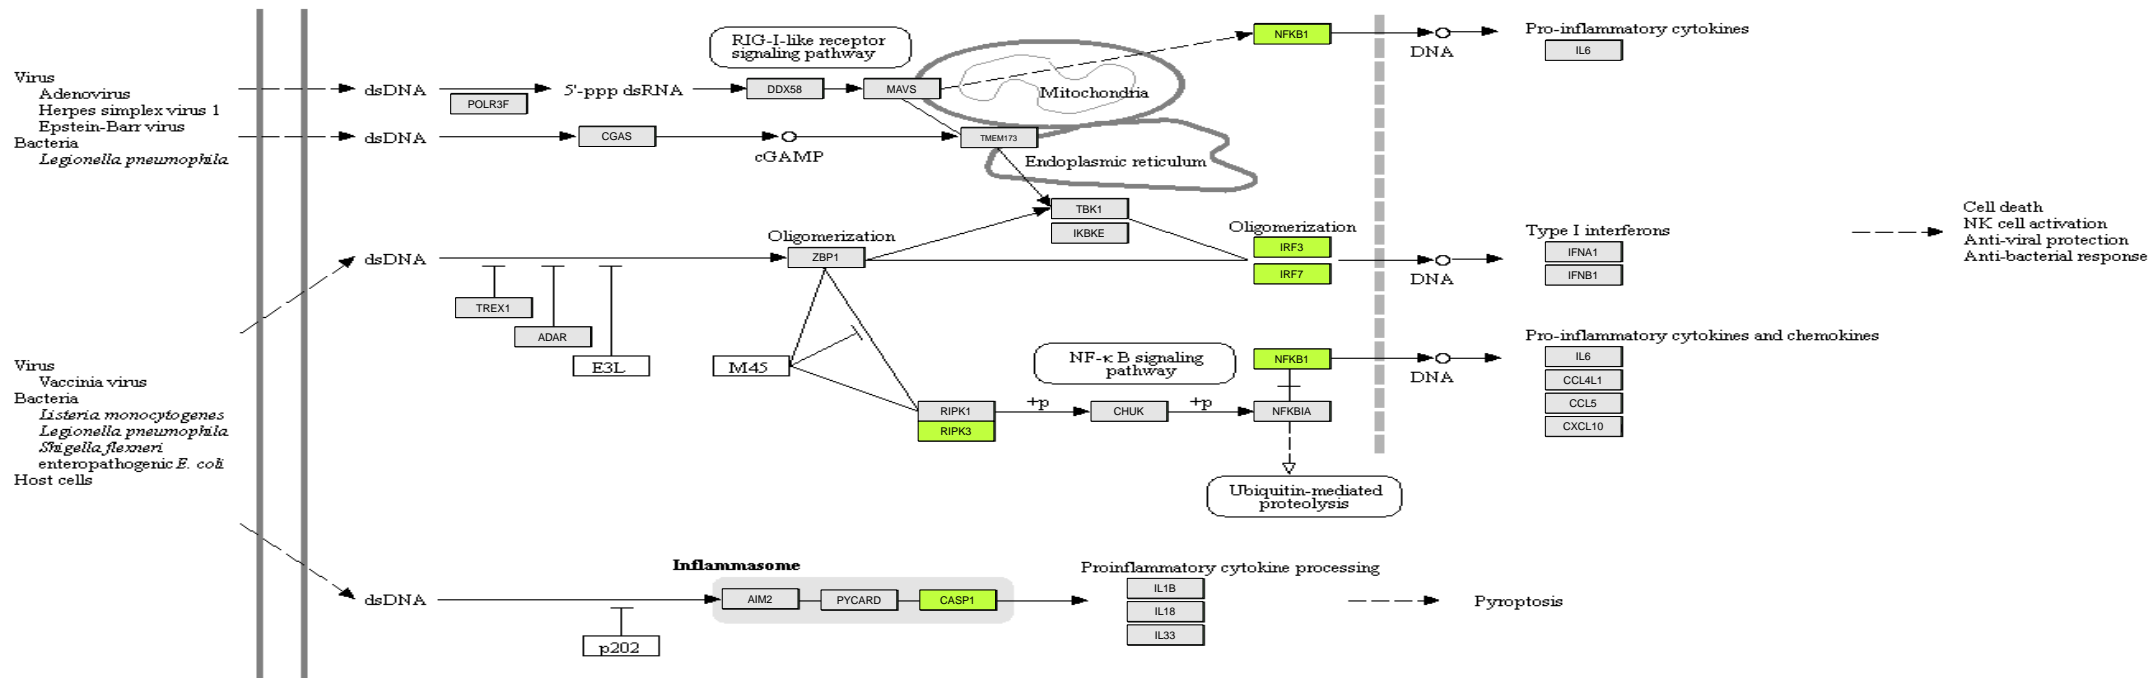 RIG-I-like receptor
signaling pathway
NFKB1
DNA
Pro-inflammatory cytokines
IL6
Virus
Adenovirus
Herpes simplex virus 1
Epstein-Barr virus
Bacteria
Legionella pneumophila
dsDNA
POLR3F
5'-ppp dsRNA
DDX58
MAVS
Mitochondria
dsDNA
CGAS
cGAMP
TMEM173
Endoplasmic reticulum
TBK1
IKBKE
Oligomerization
ZBP1
Oligomerization
IRF3
IRF7
DNA
Type I interferons
IFNA1
IFNB1
Cell death
NK cell activation
Anti-viral protection
Anti-bacterial response
dsDNA
TREX1
ADAR
E3L
M45
NF-κ B signaling
pathway
NFKB1
DNA
Pro-inflammatory cytokines and chemokines
IL6
CCL4L1
CCL5
CXCL10
Virus
Vaccinia virus
Bacteria
Listeria monocytogenes
Legionella pneumophila
Shigella flexneri
enteropathogenic E. coli
Host cells
RIPK1
RIPK3
+p
CHUK
+p
NFKBIA
Ubiquitin-mediated
proteolysis
Inflammasome
dsDNA
p202
AIM2
PYCARD
CASP1
Proinflammatory cytokine processing
IL1B
IL18
IL33
Pyroptosis